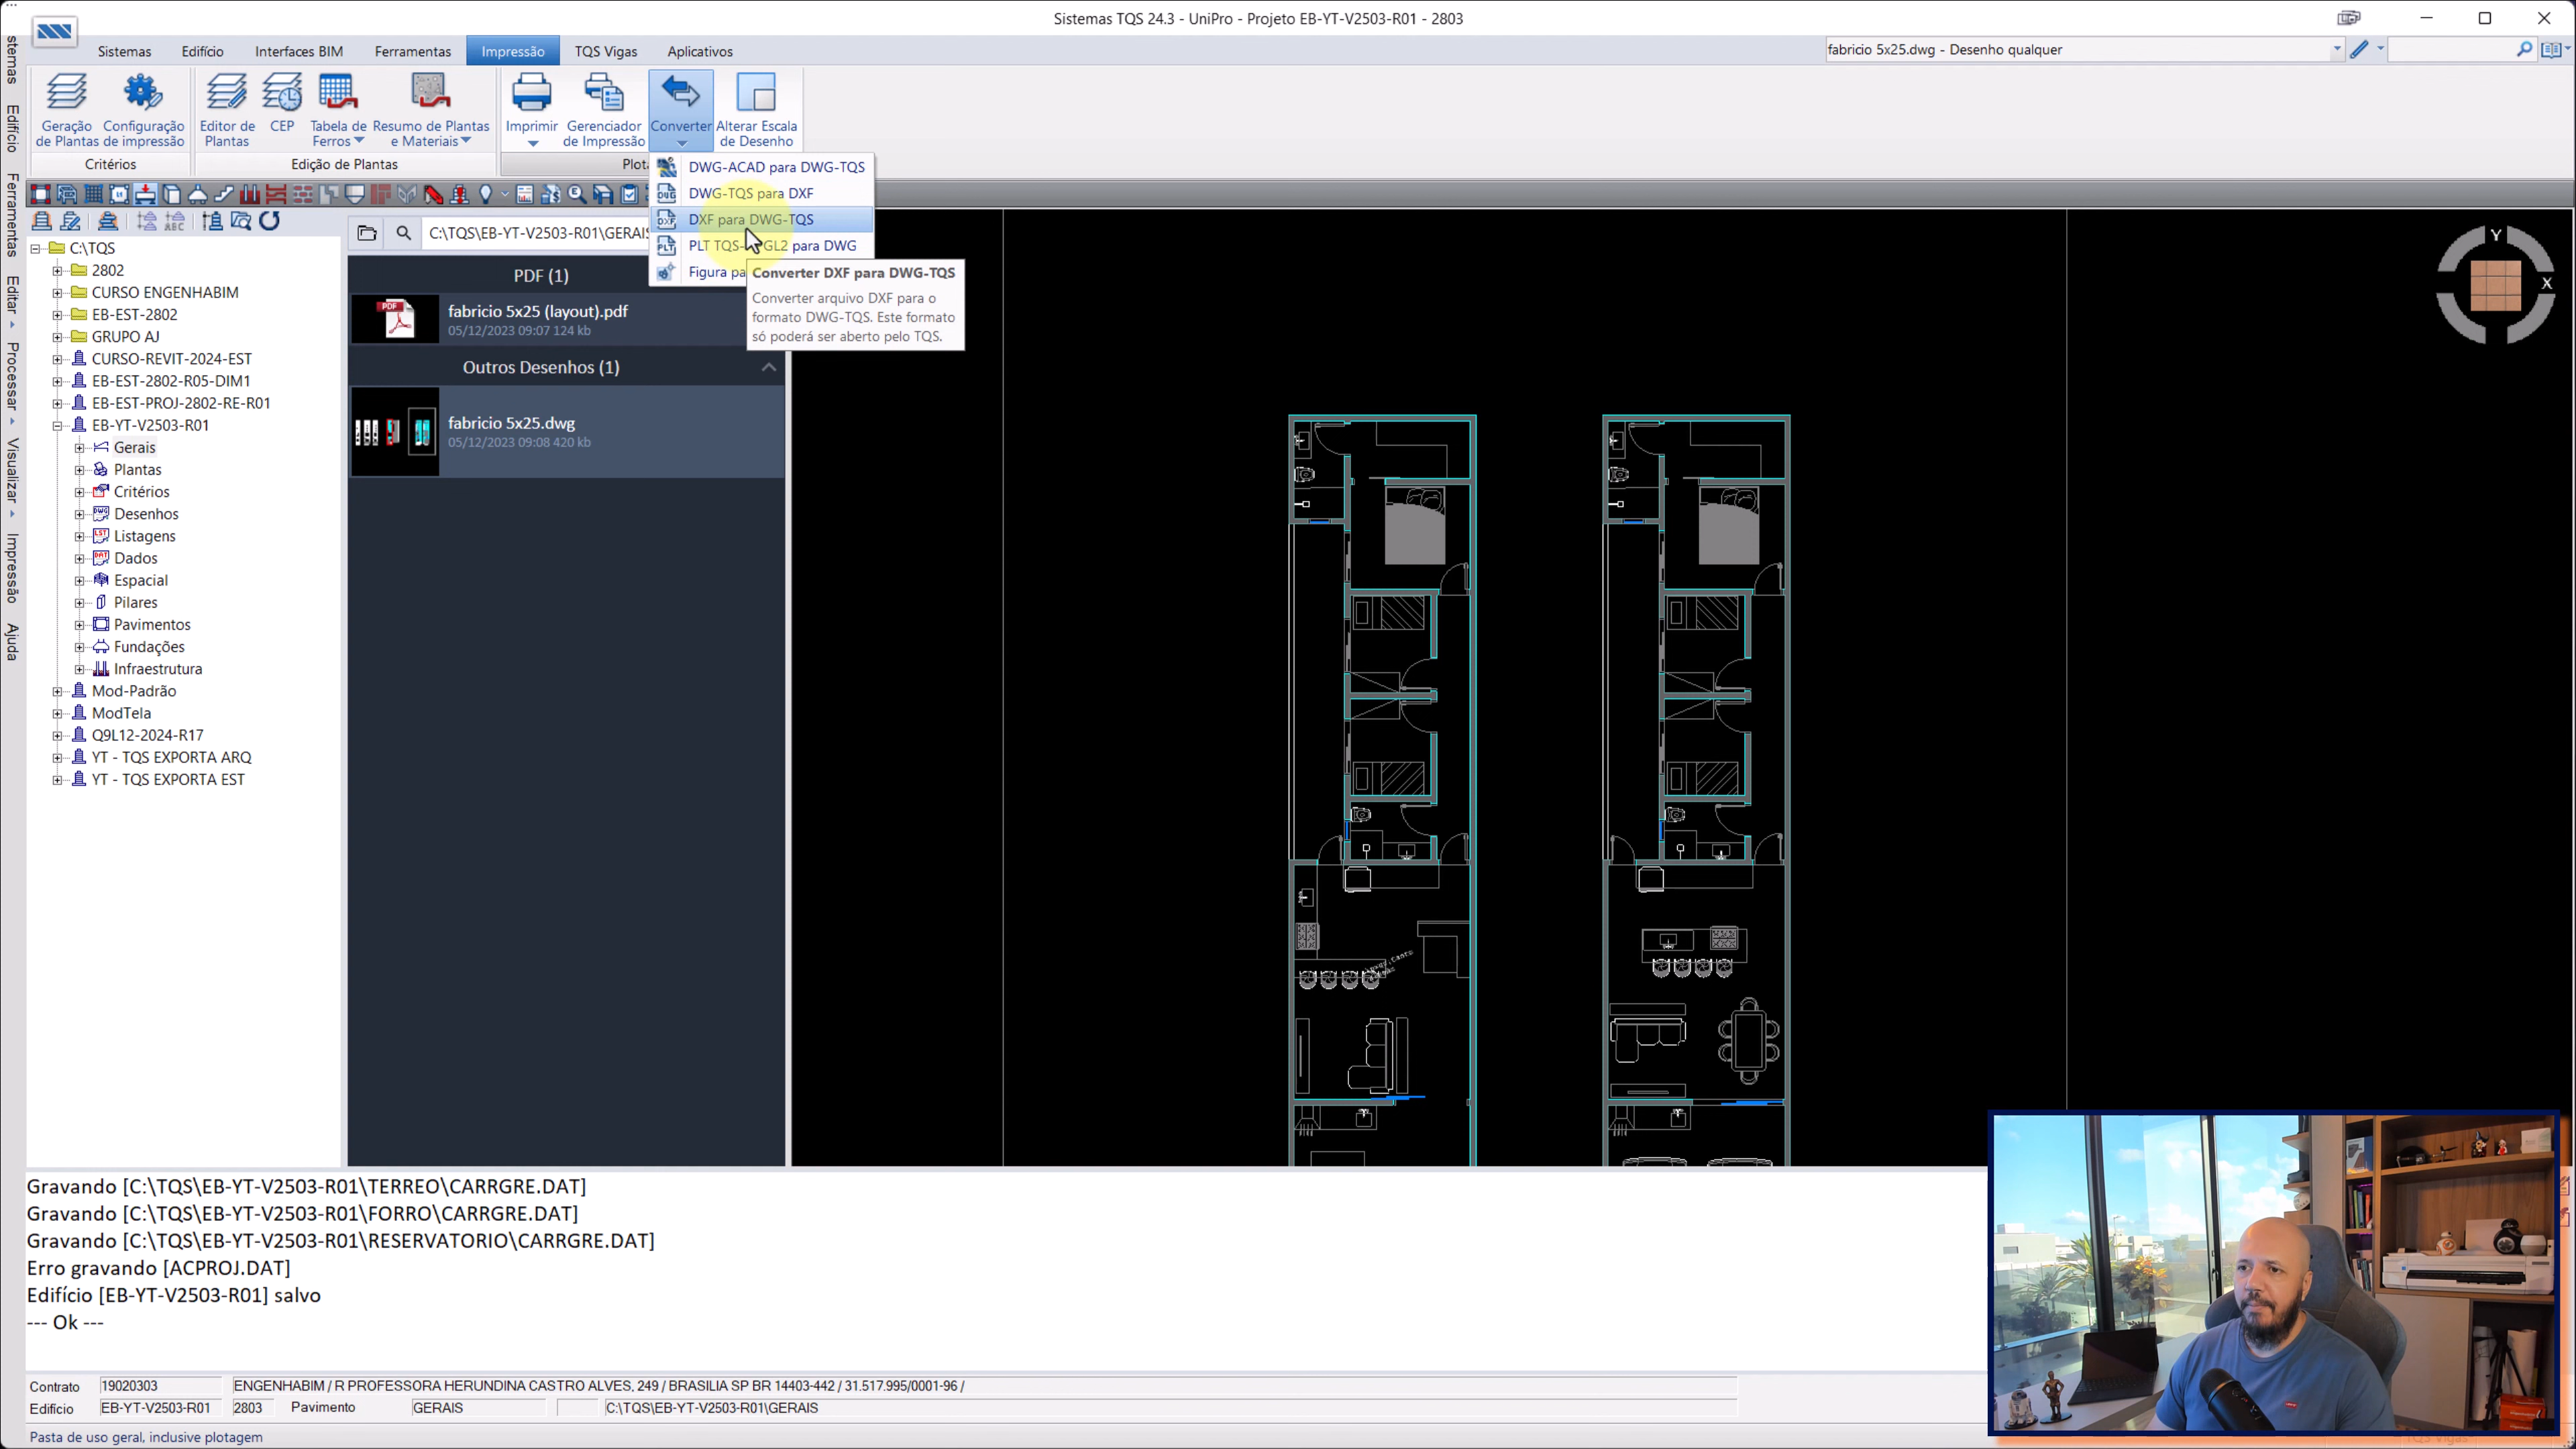 Sistemas TQS 24.3 - UniPro - Projeto EB-YT-V2503-R01 - 2803
Sistemas
Edifício
Interfaces BIM
Ferramentas
Impressão
TQS Vigas
Aplicativos
fabricio 5x25.dwg - Desenho qualquer
Geração de Plantas
Configuração de impressão
Editor de Plantas
CEP
Tabela de Ferros
Resumo de Plantas e Materiais
Imprimir
Gerenciador de Impressão
Converter
Alterar Escala de Desenho
Critérios
Edição de Plantas
Plota
DWG-ACAD para DWG-TQS
DWG-TQS para DXF
DXF para DWG-TQS
PLT TQS- GL2 para DWG
Figura pa
Converter DXF para DWG-TQS
Converter arquivo DXF para o
formato DWG-TQS. Este formato
só poderá ser aberto pelo TQS.
stemas
Edifício
Ferramentas
Editar
Processar
Visualizar
Impressão
Ajuda
C:\TQS
2802
CURSO ENGENHABIM
EB-EST-2802
GRUPO AJ
CURSO-REVIT-2024-EST
EB-EST-2802-R05-DIM1
EB-EST-PROJ-2802-RE-R01
EB-YT-V2503-R01
Gerais
Plantas
Critérios
Desenhos
Listagens
Dados
Espacial
Pilares
Pavimentos
Fundações
Infraestrutura
Mod-Padrão
ModTela
Q9L12-2024-R17
YT - TQS EXPORTA ARQ
YT - TQS EXPORTA EST
C:\TQS\EB-YT-V2503-R01\GERAIS
PDF (1)
PDF
fabricio 5x25 (layout).pdf
05/12/2023 09:07 124 kb
Outros Desenhos (1)
fabricio 5x25.dwg
05/12/2023 09:08 420 kb
Y
X
Gravando [C:\TQS\EB-YT-V2503-R01\TERREO\CARRGRE.DAT]
Gravando [C:\TQS\EB-YT-V2503-R01\FORRO\CARRGRE.DAT]
Gravando [C:\TQS\EB-YT-V2503-R01\RESERVATORIO\CARRGRE.DAT]
Erro gravando [ACPROJ.DAT]
Edifício [EB-YT-V2503-R01] salvo
--- Ok ---
Contrato 19020303 ENGENHABIM / R PROFESSORA HERUNDINA CASTRO ALVES, 249 / BRASILIA SP BR 14403-442 / 31.517.995/0001-96 /
Edifício EB-YT-V2503-R01 2803 Pavimento GERAIS C:\TQS\EB-YT-V2503-R01\GERAIS
Pasta de uso geral, inclusive plotagem